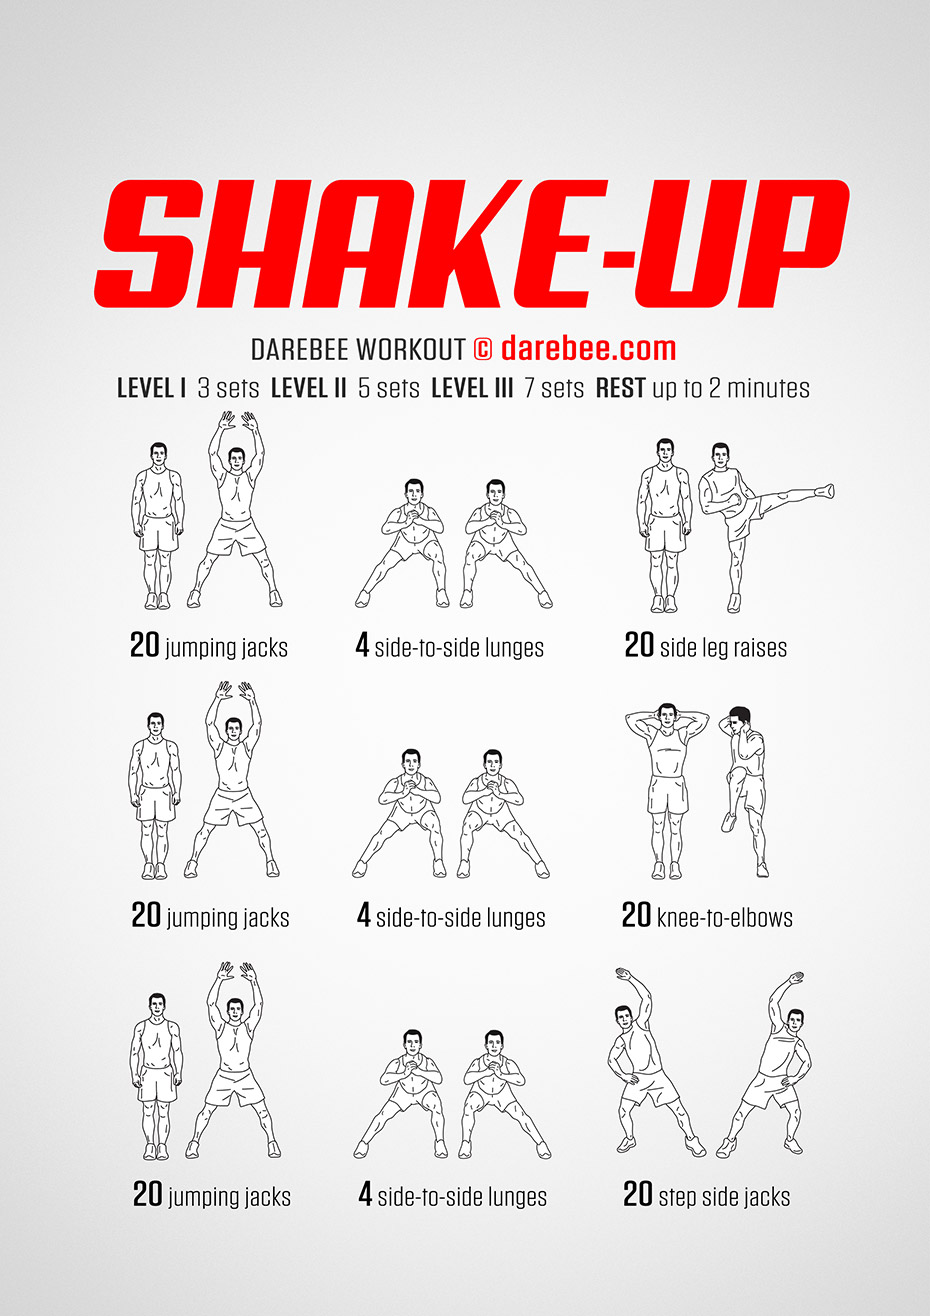 SHAKE-UP
DAREBEE WORKOUT © darebee.com
LEVEL I 3 sets LEVEL II 5 sets LEVEL III 7 sets REST up to 2 minutes
20 jumping jacks
4 side-to-side lunges
20 side leg raises
20 jumping jacks
4 side-to-side lunges
20 knee-to-elbows
20 jumping jacks
4 side-to-side lunges
20 step side jacks